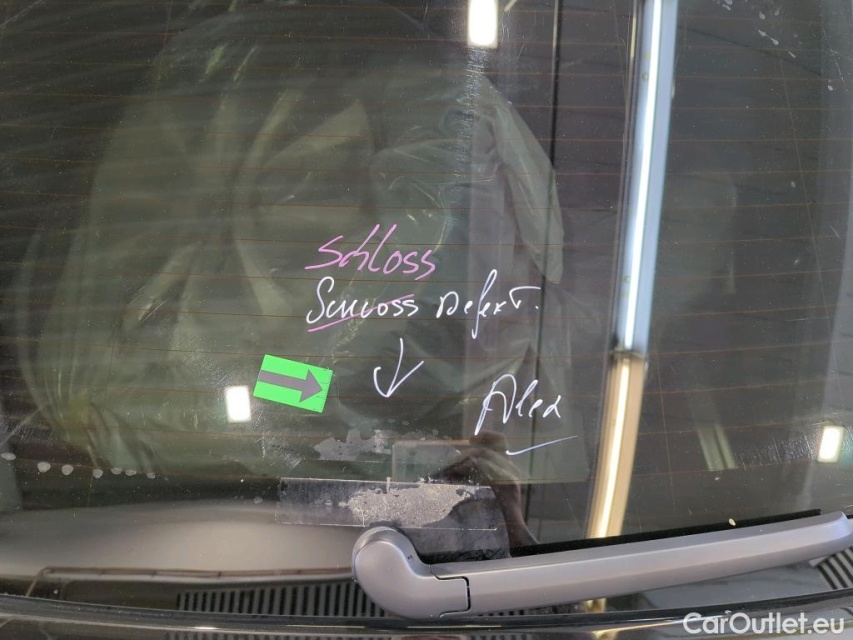 Schloss
Schloss Defekt.
Alex
CarOutlet.eu